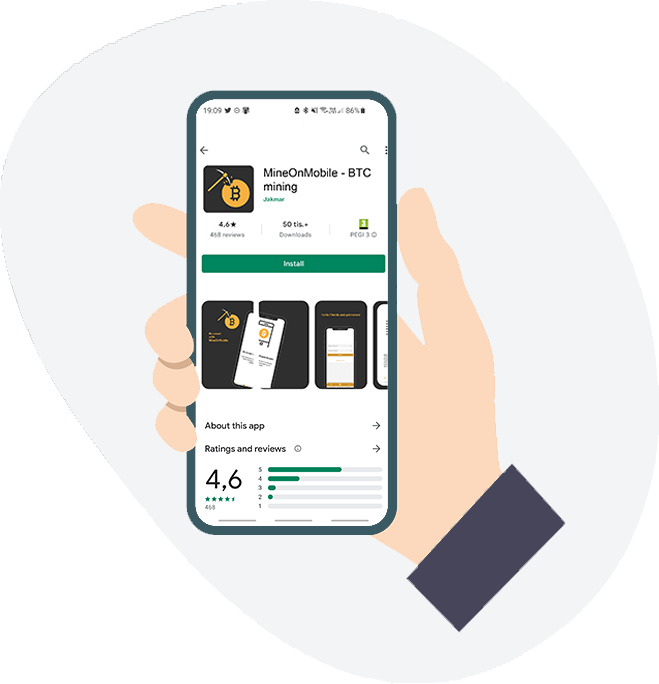 19:09
86%
MineOnMobile - BTC
mining
Jakmar
4.6★ 50 tis.+
468 reviews Downloads PEGI 3
Install
MineOnMobile
About this app
Ratings and reviews
4,6
5
4
3
2
1
468